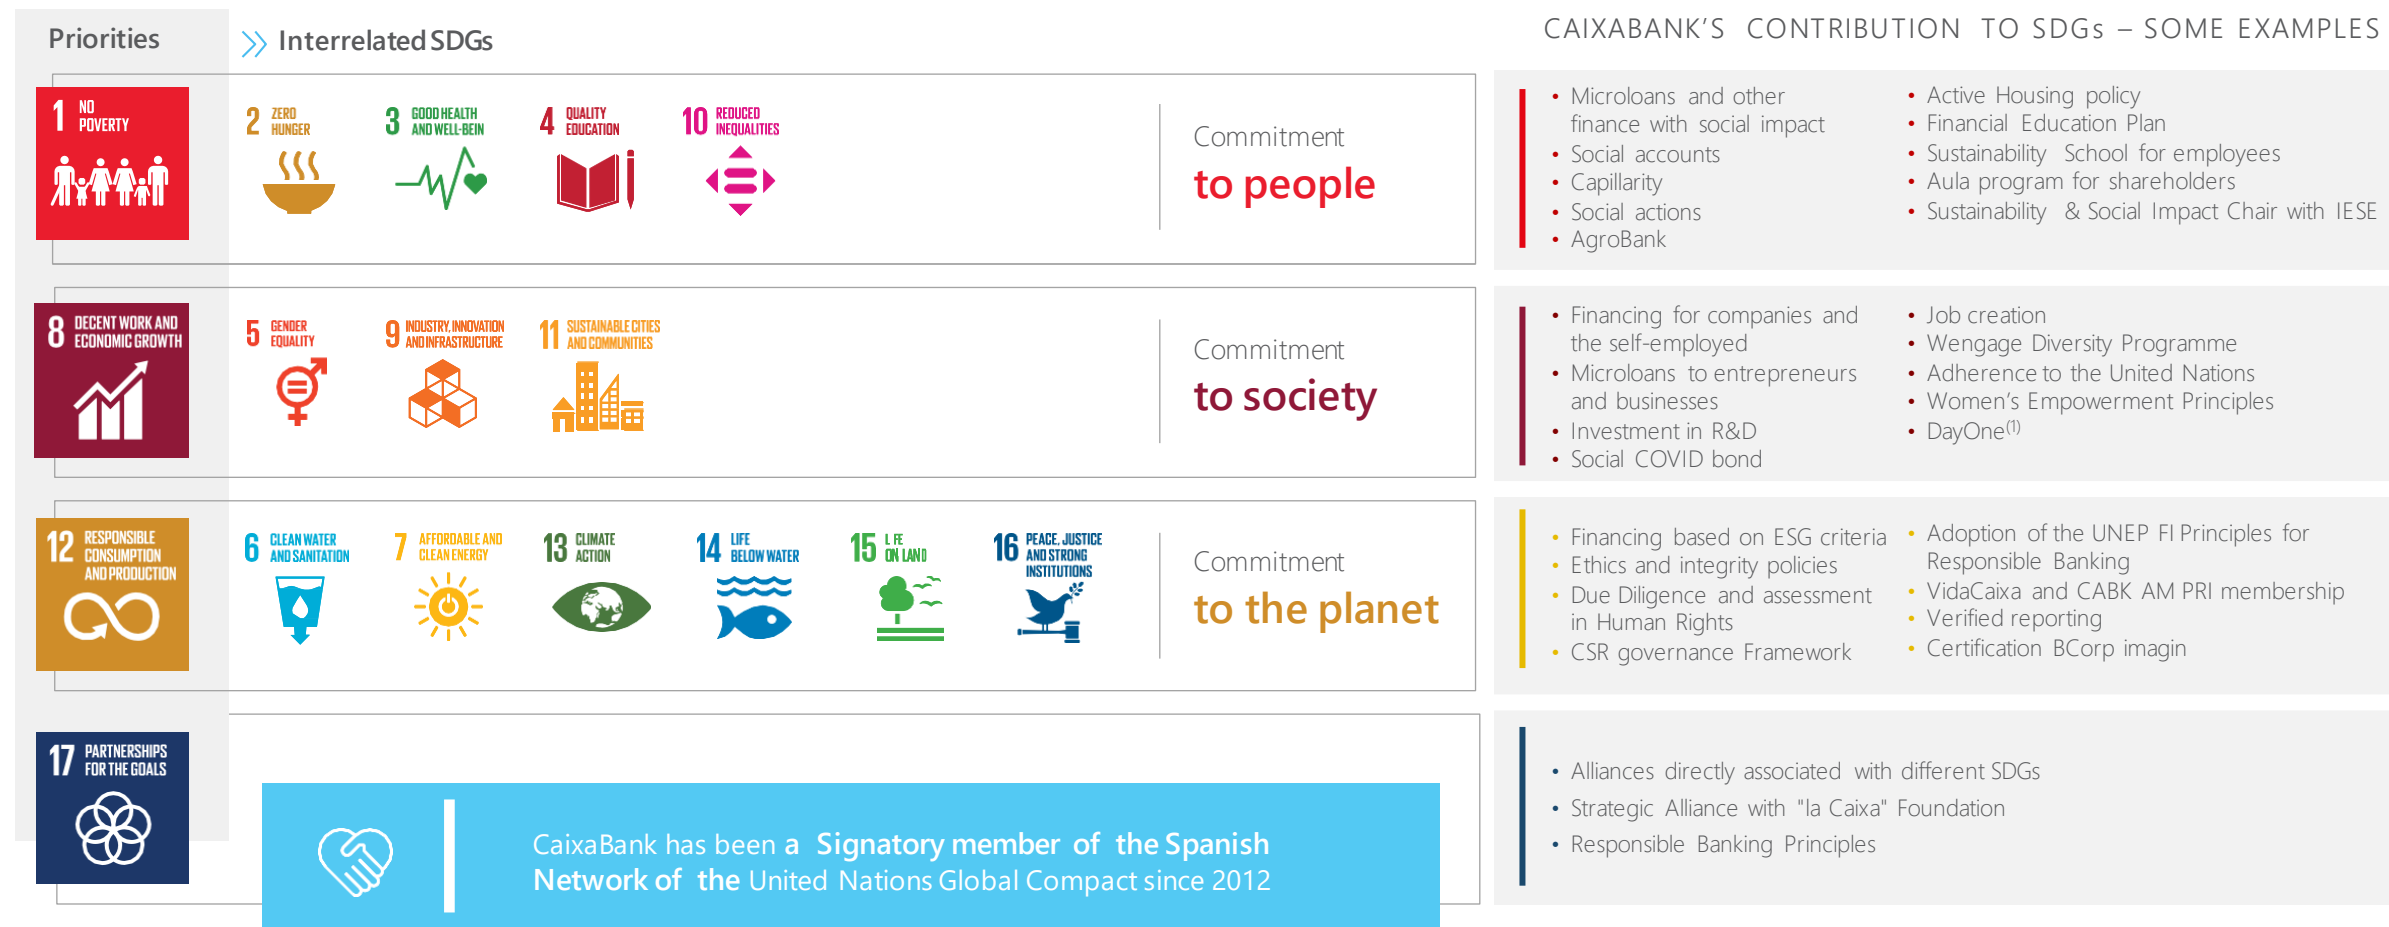 Priorities
Interrelated SDGs
CAIXABANK'S CONTRIBUTION TO SDGs – SOME EXAMPLES
1 NO
POVERTY
2 ZERO
HUNGER
3 GOOD HEALTH
AND WELL-BEIN
4 QUALITY
EDUCATION
10 REDUCED
INEQUALITIES
Commitment
to people
• Microloans and other
finance with social impact
• Social accounts
• Capillarity
• Social actions
• AgroBank
• Active Housing policy
• Financial Education Plan
• Sustainability School for employees
• Aula program for shareholders
• Sustainability & Social Impact Chair with IESE
8 DECENT WORK AND
ECONOMIC GROWTH
5 GENDER
EQUALITY
9 INDUSTRY, INNOVATION
AND INFRASTRUCTURE
11 SUSTAINABLE CITIES
AND COMMUNITIES
Commitment
to society
• Financing for companies and
the self-employed
• Microloans to entrepreneurs
and businesses
• Investment in R&D
• Social COVID bond
• Job creation
• Wengage Diversity Programme
• Adherence to the United Nations
• Women's Empowerment Principles
• DayOne(1)
12 RESPONSIBLE
CONSUMPTION
AND PRODUCTION
6 CLEAN WATER
AND SANITATION
7 AFFORDABLE AND
CLEAN ENERGY
13 CLIMATE
ACTION
14 LIFE
BELOW WATER
15 L FE
ON LAND
16 PEACE, JUSTICE
AND STRONG
INSTITUTIONS
Commitment
to the planet
• Financing based on ESG criteria
• Ethics and integrity policies
• Due Diligence and assessment
in Human Rights
• CSR governance Framework
• Adoption of the UNEP FI Principles for
Responsible Banking
• VidaCaixa and CABK AM PRI membership
• Verified reporting
• Certification BCorp imagin
17 PARTNERSHIPS
FOR THE GOALS
CaixaBank has been a Signatory member of the Spanish
Network of the United Nations Global Compact since 2012
• Alliances directly associated with different SDGs
• Strategic Alliance with "la Caixa" Foundation
• Responsible Banking Principles